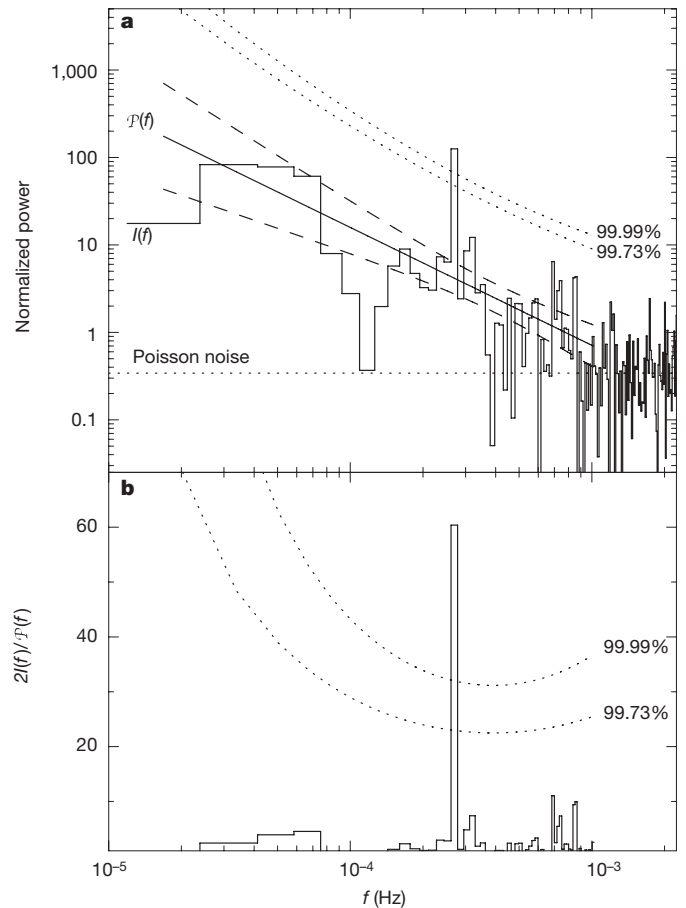 a
1,000
𝒫(f)
100
I(f)
10
99.99%
99.73%
Normalized power
1
Poisson noise
0.1
b
60
40
99.99%
2I(f)/𝒫(f)
99.73%
20
10⁻⁵
10⁻⁴
10⁻³
f (Hz)